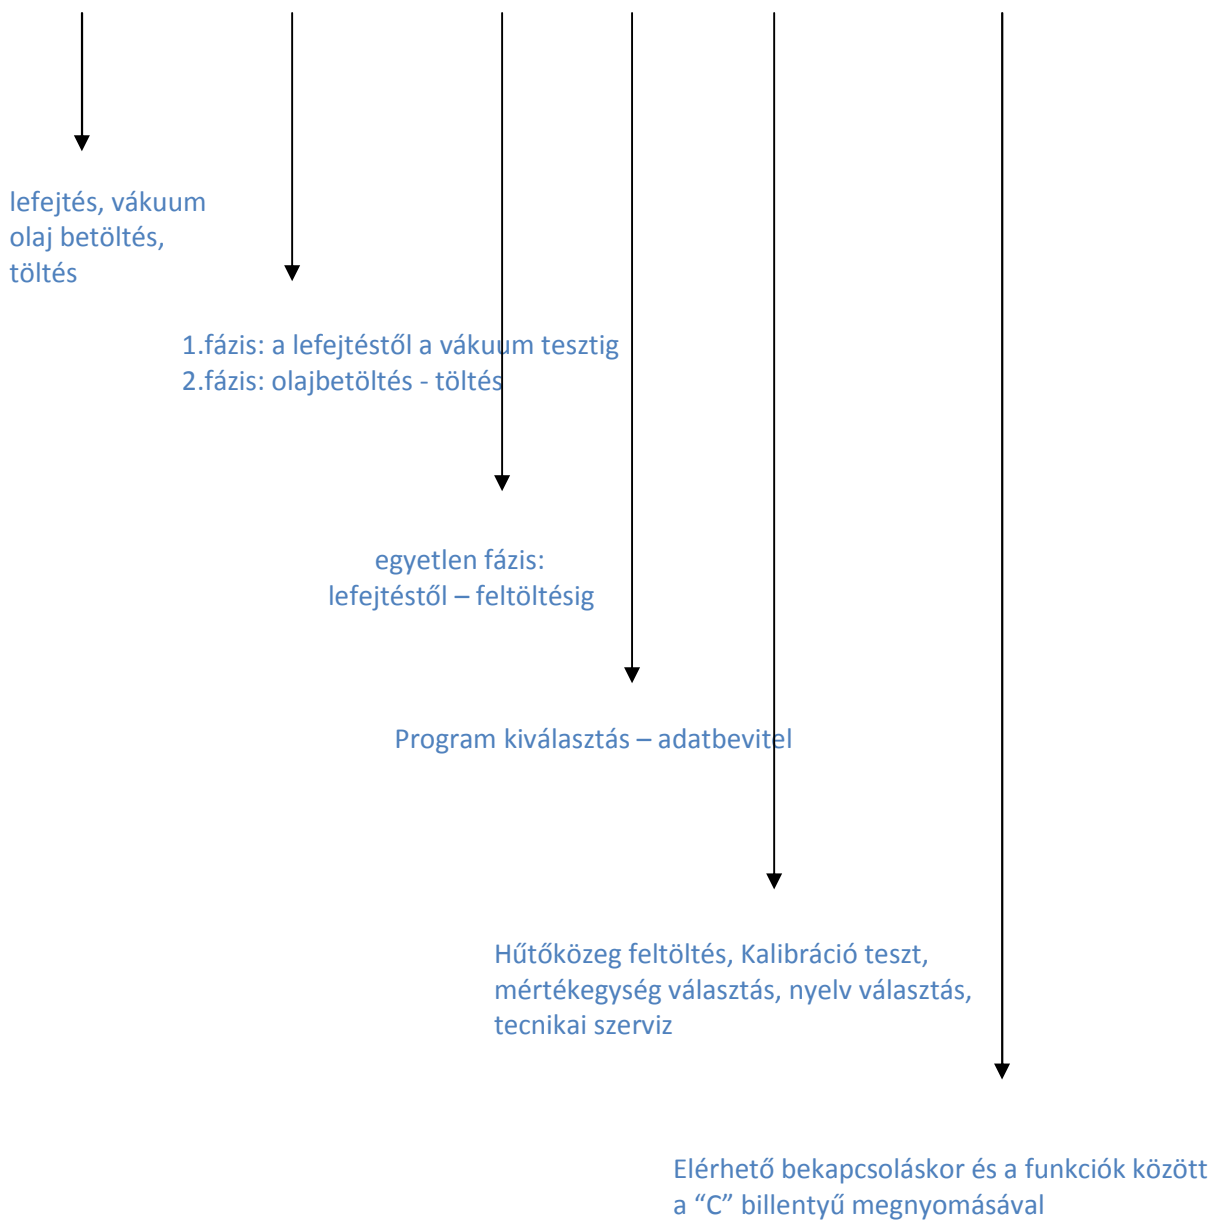 lefejtés, vákuum
olaj betöltés,
töltés
1.fázis: a lefejtéstől a vákuum tesztig
2.fázis: olajbetöltés - töltés
egyetlen fázis:
lefejtéstől – feltöltésig
Program kiválasztás – adatbevitel
Hűtőközeg feltöltés, Kalibráció teszt,
mértékegység választás, nyelv választás,
tecnikai szerviz
Elérhető bekapcsoláskor és a funkciók között
a “C” billentyű megnyomásával